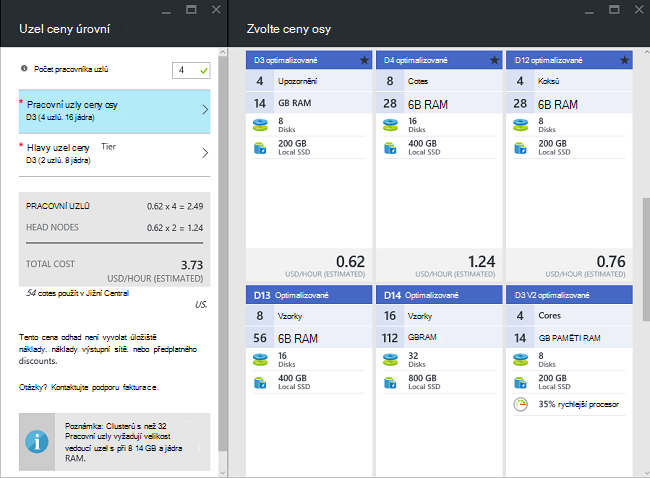 Uzel ceny úrovní
Počet pracovníka uzlů
4
* Pracovní uzly ceny osy
D3 (4 uzlů. 16 jádra)
* Hlavy uzel ceny Tier
D3 (2 uzlů. 8 jádra)
PRACOVNÍ UZLŮ 0.62 x 4 = 2.49
HEAD NODES 0.62 x 2 = 1.24
TOTAL COST 3.73
USD/HOUR (ESTIMATED)
54 cotes použít v Jižní Central
US.
Tento cena odhad není vyvolat úložiště
náklady. náklady výstupní sítě. nebo předplatného
discounts.
Otázky? Kontaktujte podporu fakturace.
Poznámka: Clusterů s než 32
Pracovní uzly vyžadují velikost
vedoucí uzel s při 8 14 GB a jádra
RAM.
Zvolte ceny osy
D3 optimalizované
4 Upozornění
14 GB RAM
8
Disks
200 GB
Local SSD
0.62
USD/HOUR (ESTIMATED)
D4 optimalizované
8 Cotes
28 6B RAM
16
Disks
400 GB
Local SSD
1.24
USD/HOUR (ESTIMATED)
D12 optimalizované
4 Koksů
28 6B RAM
8
Disks
200 GB
Local SSD
0.76
USD/HOUR (ESTIMATED)
D13 Optimalizované
8 Vzorky
56 6B RAM
16
Disks
400 GB
Local SSD
D14 Optimalizované
16 Vzorky
112 GBRAM
32
Disks
800 GB
Local SSD
D3 V2 optimalizované
4 Cores
14 GB PAMĚTI RAM
8
Disks
200 GB
Local SSD
35% rychlejší procesor